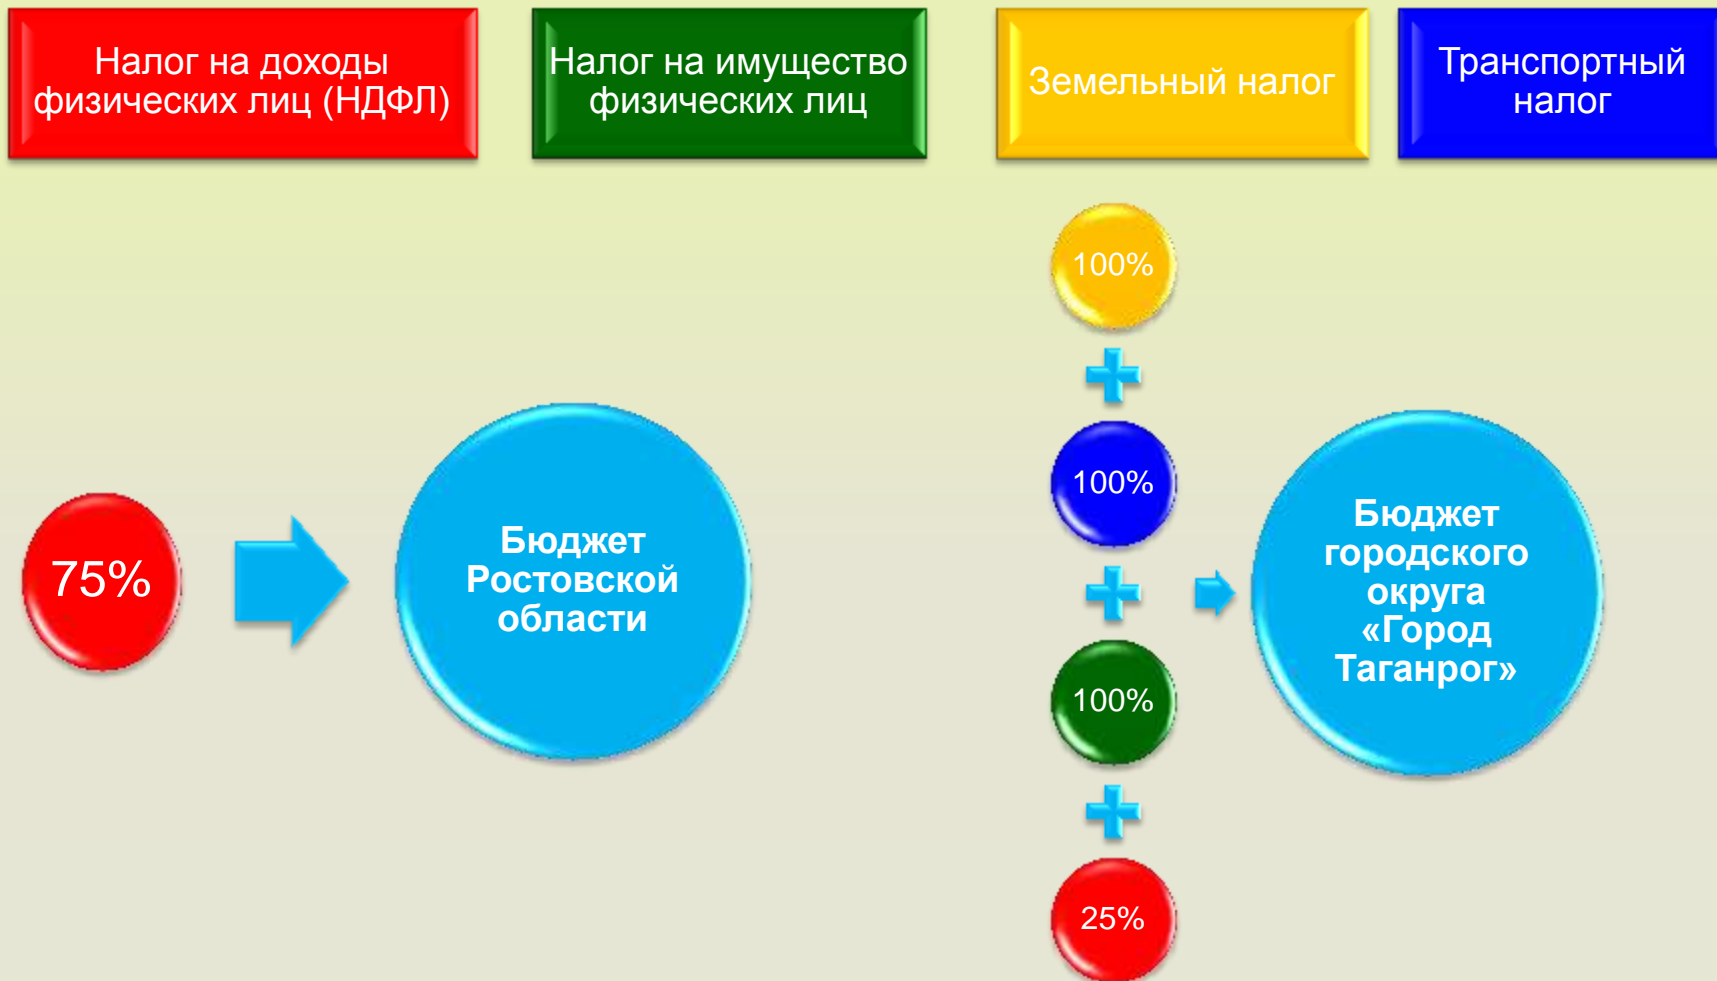 Налог на доходы
физических лиц (НДФЛ)
Налог на имущество
физических лиц
Земельный налог
Транспортный
налог
75%
Бюджет
Ростовской
области
100%
100%
100%
25%
Бюджет
городского
округа
«Город
Таганрог»